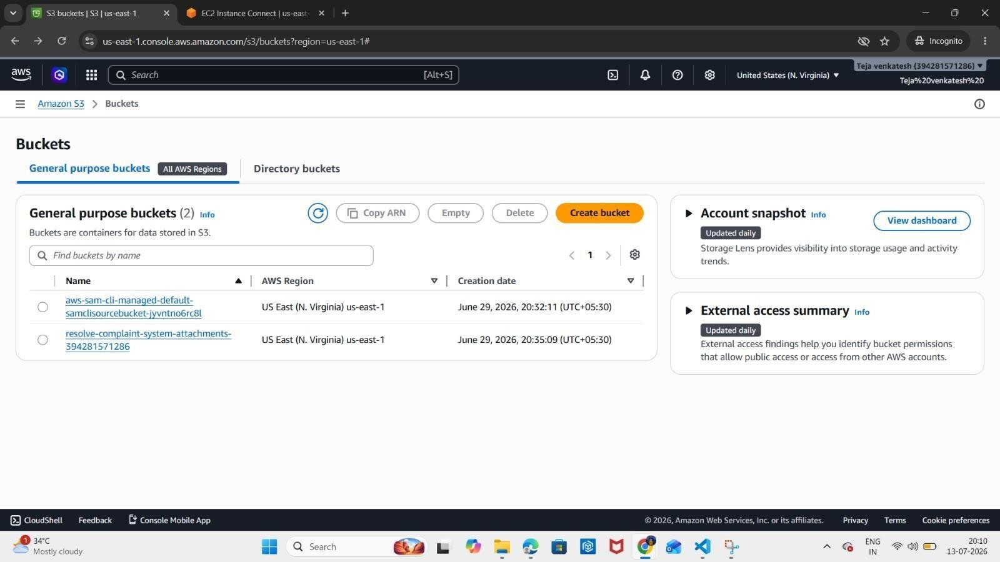 S3 buckets | S3 | us-east-1
EC2 Instance Connect | us-east-
us-east-1.console.aws.amazon.com/s3/buckets?region=us-east-1#
Incognito
aws
Search
[Alt+S]
United States (N. Virginia)
Teja venkatesh (394281571286)
Teja%20venkatesh%20
Amazon S3
Buckets
Buckets
General purpose buckets
All AWS Regions
Directory buckets
General purpose buckets (2) Info
Copy ARN
Empty
Delete
Create bucket
Buckets are containers for data stored in S3.
Find buckets by name
1
Name
AWS Region
Creation date
aws-sam-cli-managed-default-
samclisourcebucket-jyvntno6rc8l
US East (N. Virginia) us-east-1
June 29, 2026, 20:32:11 (UTC+05:30)
resolve-complaint-system-attachments-
394281571286
US East (N. Virginia) us-east-1
June 29, 2026, 20:35:09 (UTC+05:30)
Account snapshot Info
View dashboard
Updated daily
Storage Lens provides visibility into storage usage and activity
trends.
External access summary Info
Updated daily
External access findings help you identify bucket permissions
that allow public access or access from other AWS accounts.
CloudShell
Feedback
Console Mobile App
© 2026, Amazon Web Services, Inc. or its affiliates.
Privacy
Terms
Cookie preferences
1
34°C
Mostly cloudy
Search
ENG
IN
20:10
13-07-2026